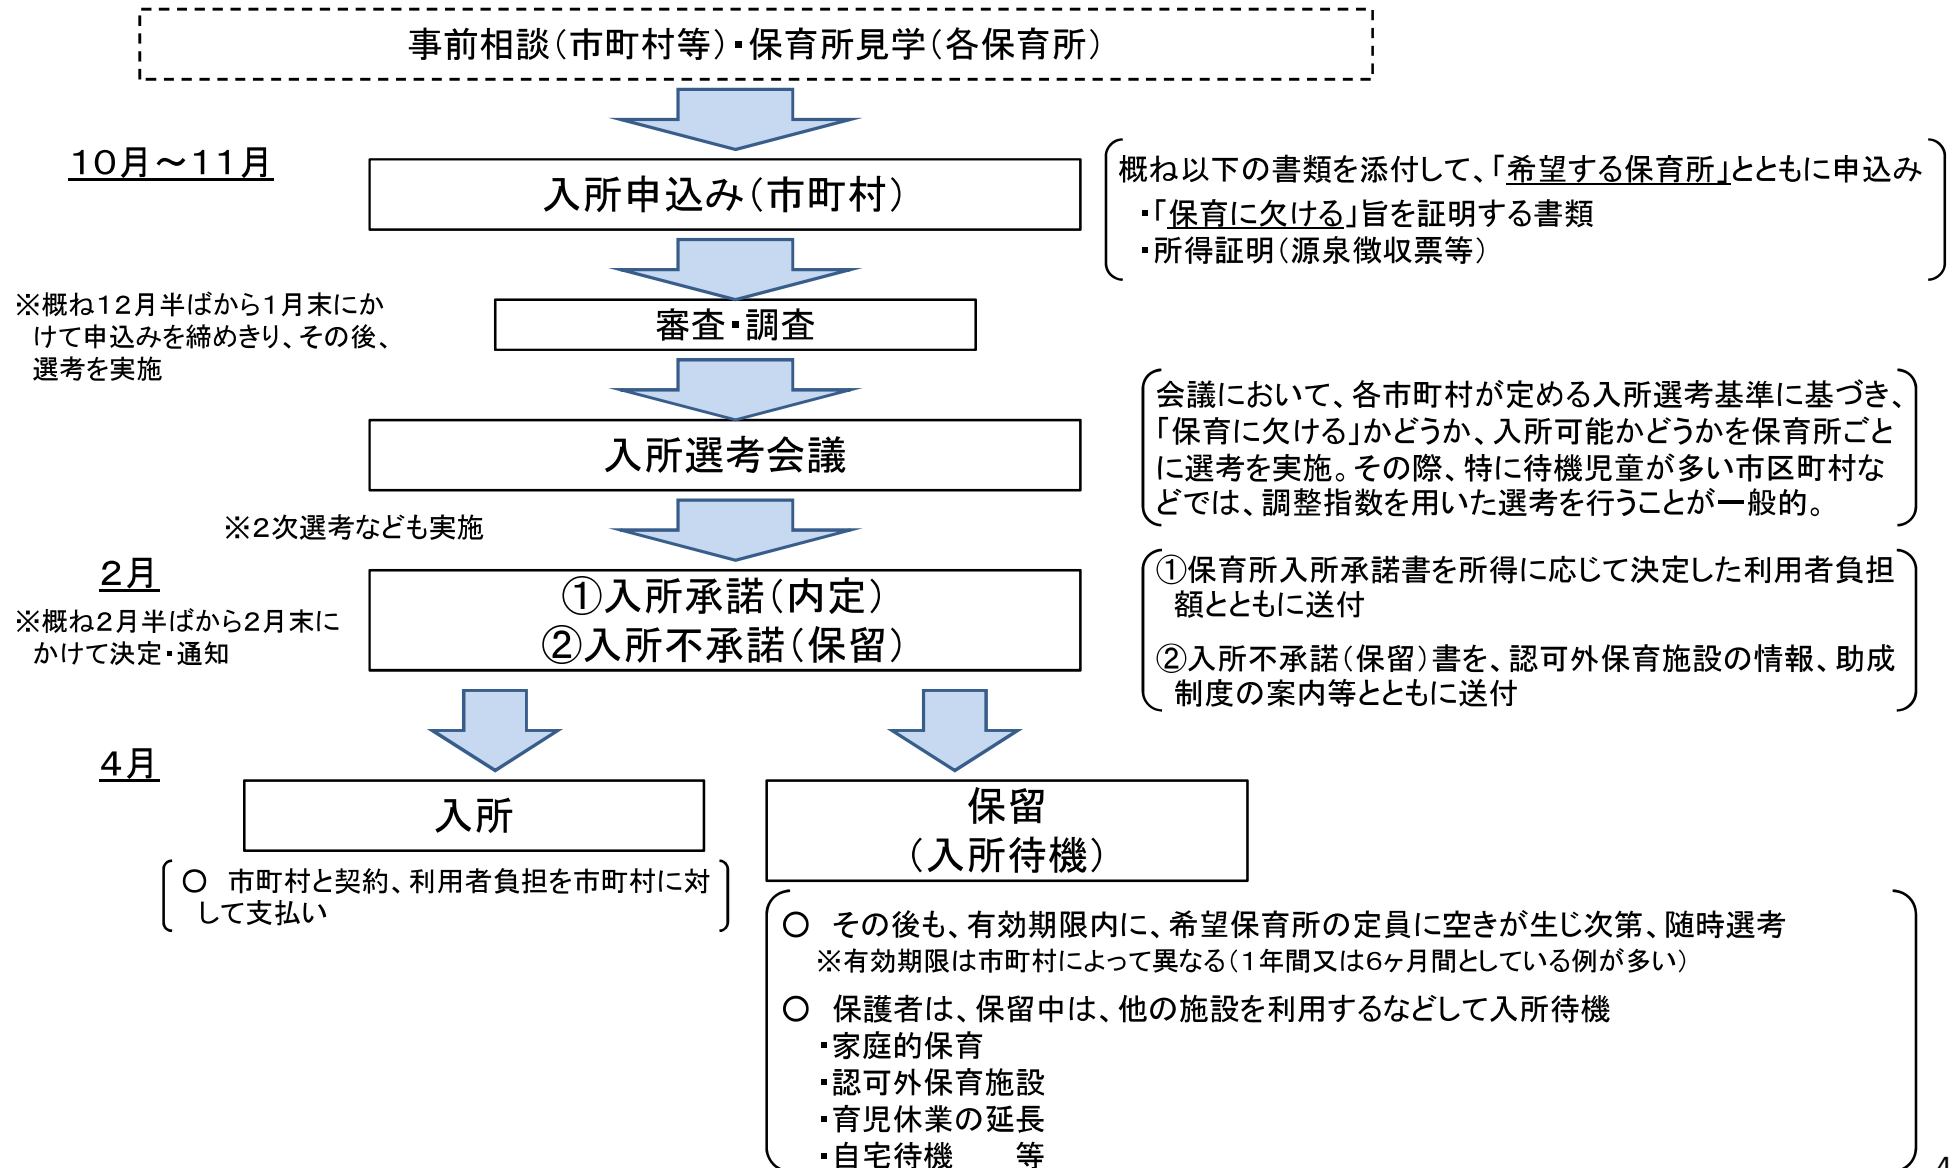 事前相談（市町村等）・保育所見学（各保育所）
１０月～１１月
入所申込み（市町村）
概ね以下の書類を添付して、「希望する保育所」とともに申込み
・「保育に欠ける」旨を証明する書類
・所得証明（源泉徴収票等）
※概ね１２月半ばから１月末にか
けて申込みを締めきり、その後、
選考を実施
審査・調査
入所選考会議
会議において、各市町村が定める入所選考基準に基づき、
「保育に欠ける」かどうか、入所可能かどうかを保育所ごと
に選考を実施。その際、特に待機児童が多い市区町村な
どでは、調整指数を用いた選考を行うことが一般的。
※２次選考なども実施
２月
※概ね２月半ばから２月末に
かけて決定・通知
①入所承諾（内定）
②入所不承諾（保留）
①保育所入所承諾書を所得に応じて決定した利用者負担
額とともに送付
②入所不承諾（保留）書を、認可外保育施設の情報、助成
制度の案内等とともに送付
４月
入所
○　市町村と契約、利用者負担を市町村に対
して支払い
保留
（入所待機）
○　その後も、有効期限内に、希望保育所の定員に空きが生じ次第、随時選考
※有効期限は市町村によって異なる（１年間又は６ヶ月間としている例が多い）
○　保護者は、保留中は、他の施設を利用するなどして入所待機
・家庭的保育
・認可外保育施設
・育児休業の延長
・自宅待機　　等
4